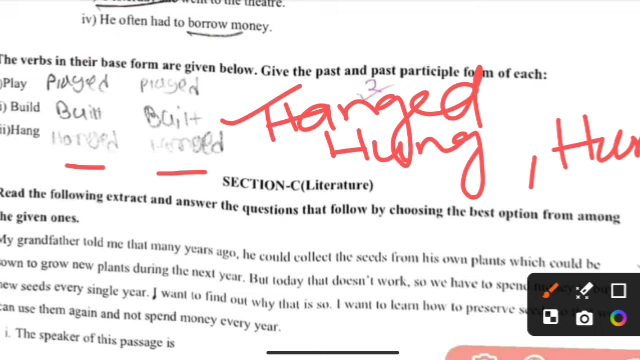 went to the theatre.
iv) He often had to borrow money.
The verbs in their base form are given below. Give the past and past participle form of each:
)Play Played Played
i) Build Built Built
ii)Hang Hanged Hanged
3
Hanged
Hung, Hun
SECTION-C(Literature)
Read the following extract and answer the questions that follow by choosing the best option from among
the given ones.
My grandfather told me that many years ago, he could collect the seeds from his own plants which could be
sown to grow new plants during the next year. But today that doesn't work, so we have to spend
new seeds every single year. I want to find out why that is so. I want to learn how to preserve
can use them again and not spend money every year.
i. The speaker of this passage is